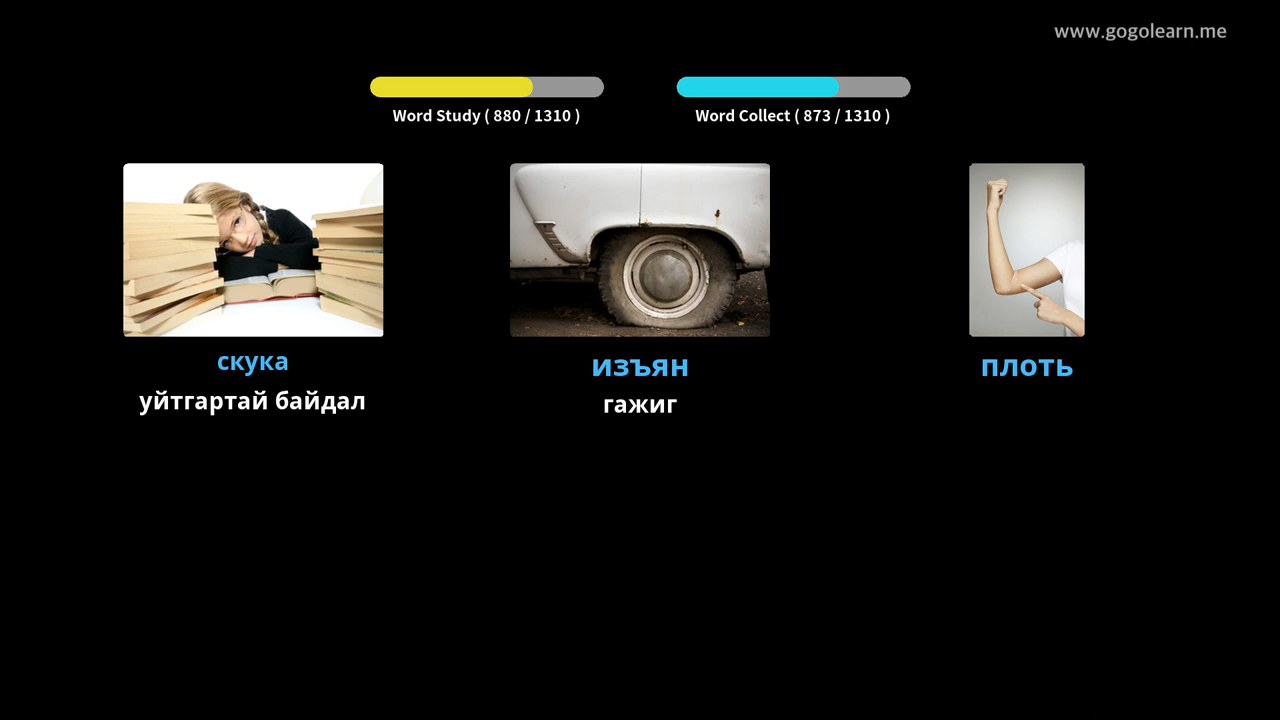 www.gogolearn.me
Word Study ( 880 / 1310 )
Word Collect ( 873 / 1310 )
скука
уйтгартай байдал
изъян
гажиг
плоть